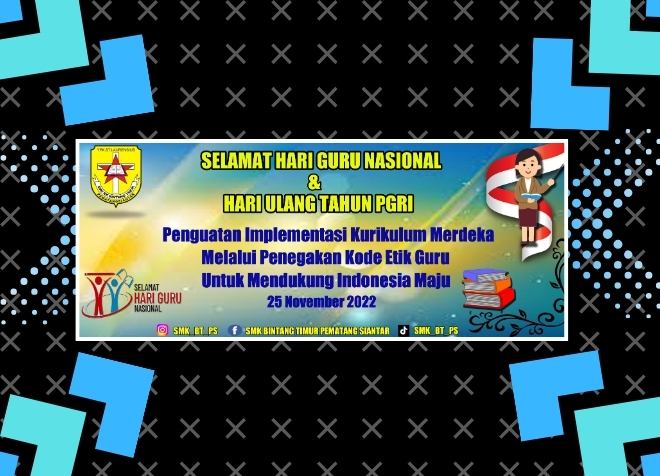 SELAMAT HARI GURU NASIONAL
&
HARI ULANG TAHUN PGRI
Penguatan Implementasi Kurikulum Merdeka
Melalui Penegakan Kode Etik Guru
Untuk Mendukung Indonesia Maju
25 November 2022
SELAMAT
HARI GURU
NASIONAL
SMK_BT_PS
SMK BINTANG TIMUR PEMATANG SIANTAR
SMK_BT_PS